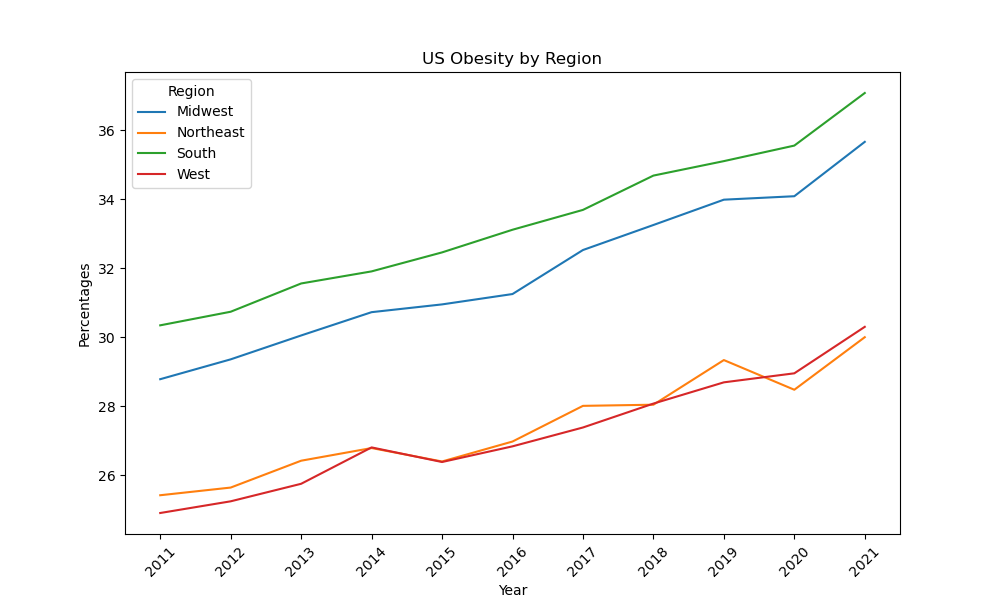 US Obesity by Region
Region
Midwest
Northeast
South
West
Percentages
36
34
32
30
28
26
2011
2012
2013
2014
2015
2016
2017
2018
2019
2020
2021
Year